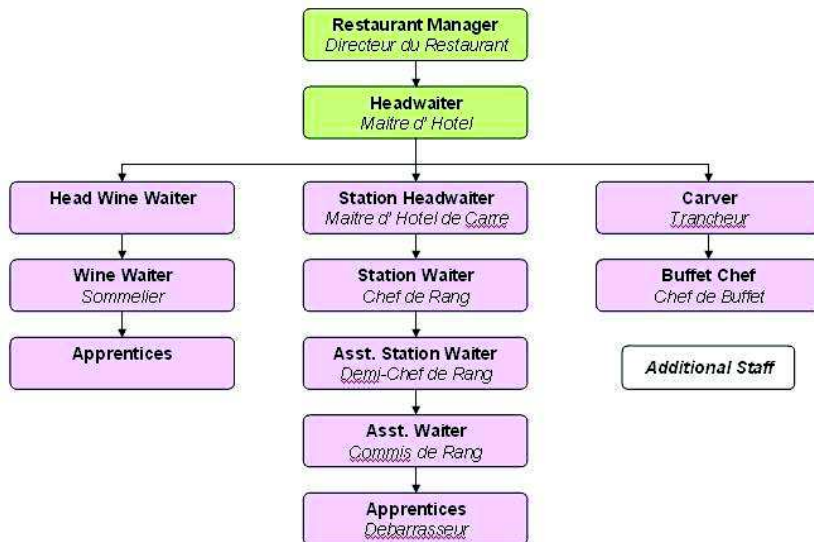 Restaurant Manager
Directeur du Restaurant
Headwaiter
Maitre d' Hotel
Head Wine Waiter
Wine Waiter
Sommelier
Apprentices
Station Headwaiter
Maitre d' Hotel de Carre
Station Waiter
Chef de Rang
Asst. Station Waiter
Demi-Chef de Rang
Asst. Waiter
Commis de Rang
Apprentices
Debarrasseur
Carver
Trancheur
Buffet Chef
Chef de Buffet
Additional Staff